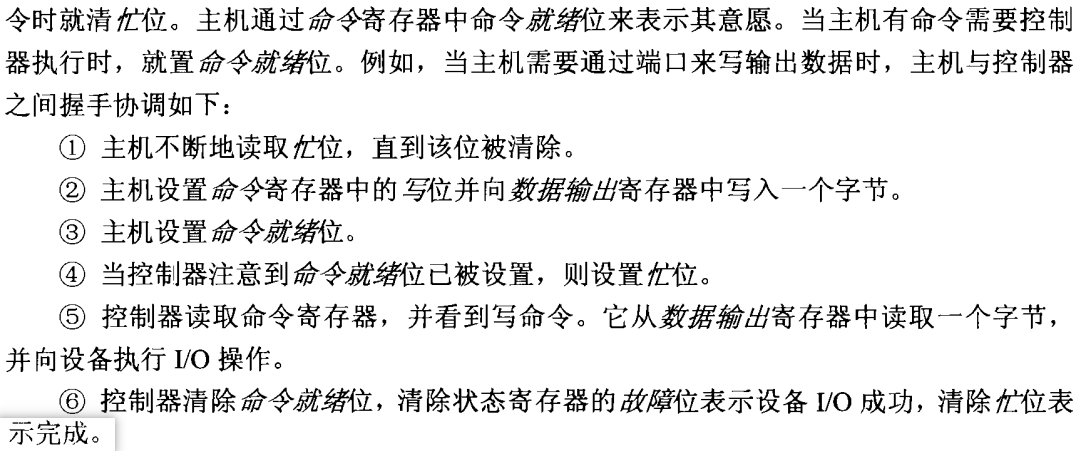 令时就清忙位。主机通过命令寄存器中命令就绪位来表示其意愿。当主机有命令需要控制
器执行时，就置命令就绪位。例如，当主机需要通过端口来写输出数据时，主机与控制器
之间握手协调如下：
① 主机不断地读取忙位，直到该位被清除。
② 主机设置命令寄存器中的写位并向数据输出寄存器中写入一个字节。
③ 主机设置命令就绪位。
④ 当控制器注意到命令就绪位已被设置，则设置忙位。
⑤ 控制器读取命令寄存器，并看到写命令。它从数据输出寄存器中读取一个字节，
并向设备执行 I/O 操作。
⑥ 控制器清除命令就绪位，清除状态寄存器的故障位表示设备 I/O 成功，清除忙位表
示完成。